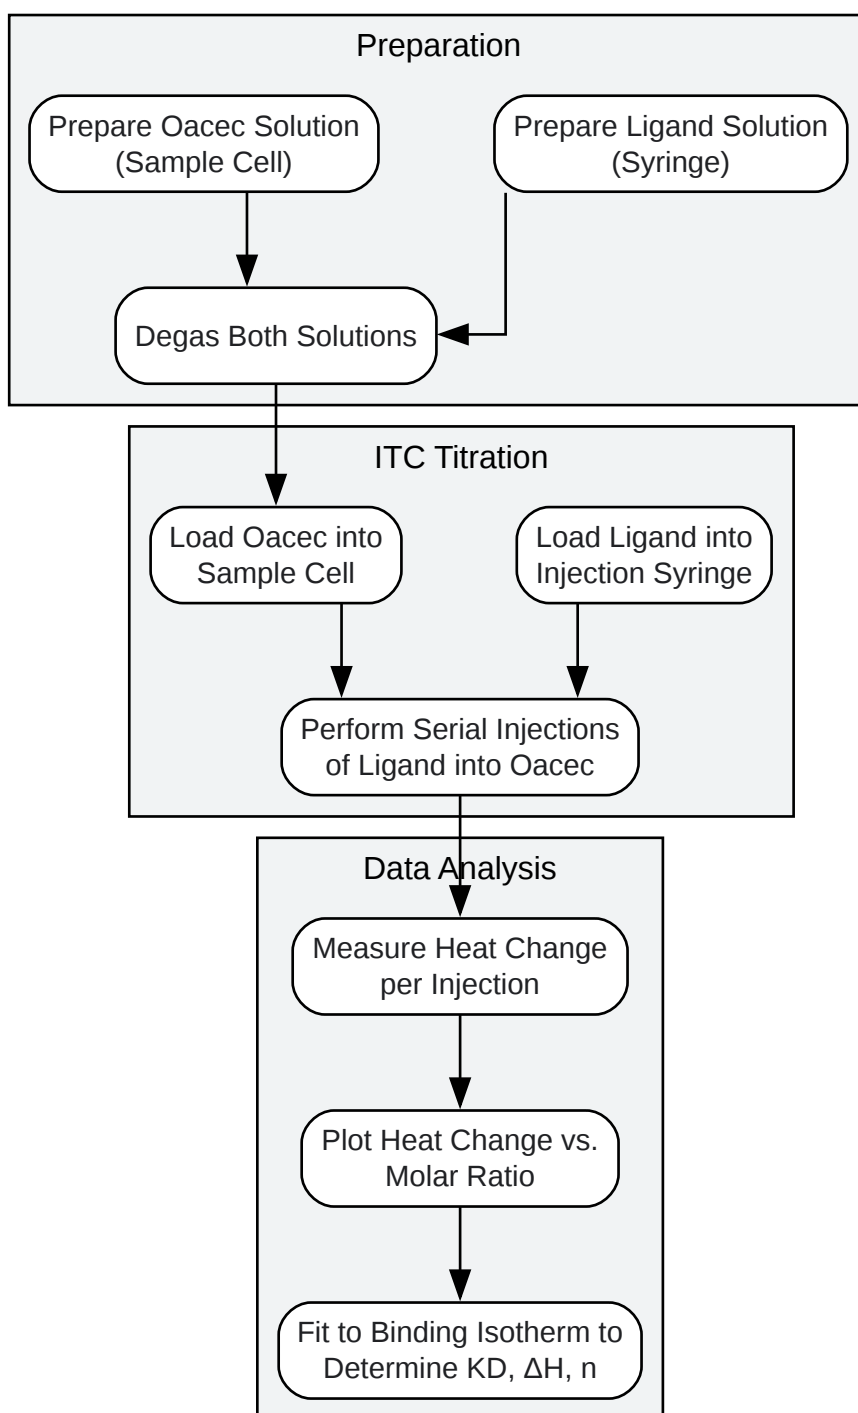 Preparation
Prepare Oacec Solution
(Sample Cell)
Prepare Ligand Solution
(Syringe)
Degas Both Solutions
ITC Titration
Load Oacec into
Sample Cell
Load Ligand into
Injection Syringe
Perform Serial Injections
of Ligand into Oacec
Data Analysis
Measure Heat Change
per Injection
Plot Heat Change vs.
Molar Ratio
Fit to Binding Isotherm to
Determine KD, ΔH, n